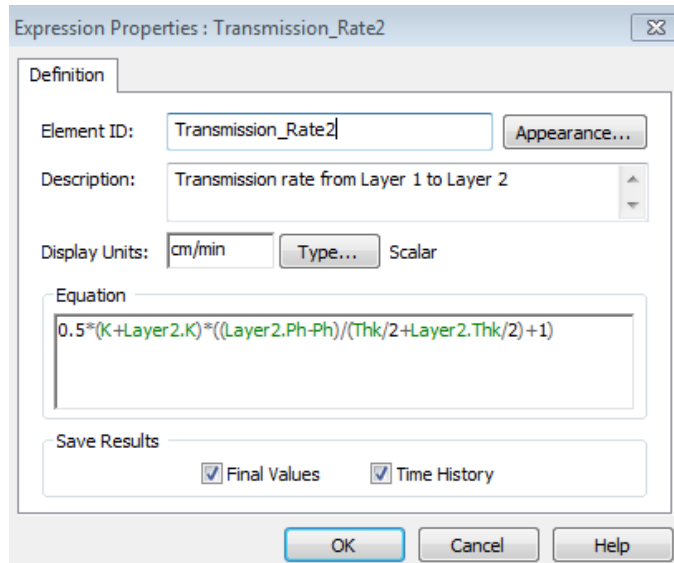 Expression Properties : Transmission_Rate2
Definition
Element ID: Transmission_Rate2 Appearance...
Description: Transmission rate from Layer 1 to Layer 2
Display Units: cm/min Type... Scalar
Equation
0.5*(K+Layer2.K)*((Layer2.Ph-Ph)/(Thk/2+Layer2.Thk/2)+1)
Save Results
Final Values Time History
OK Cancel Help